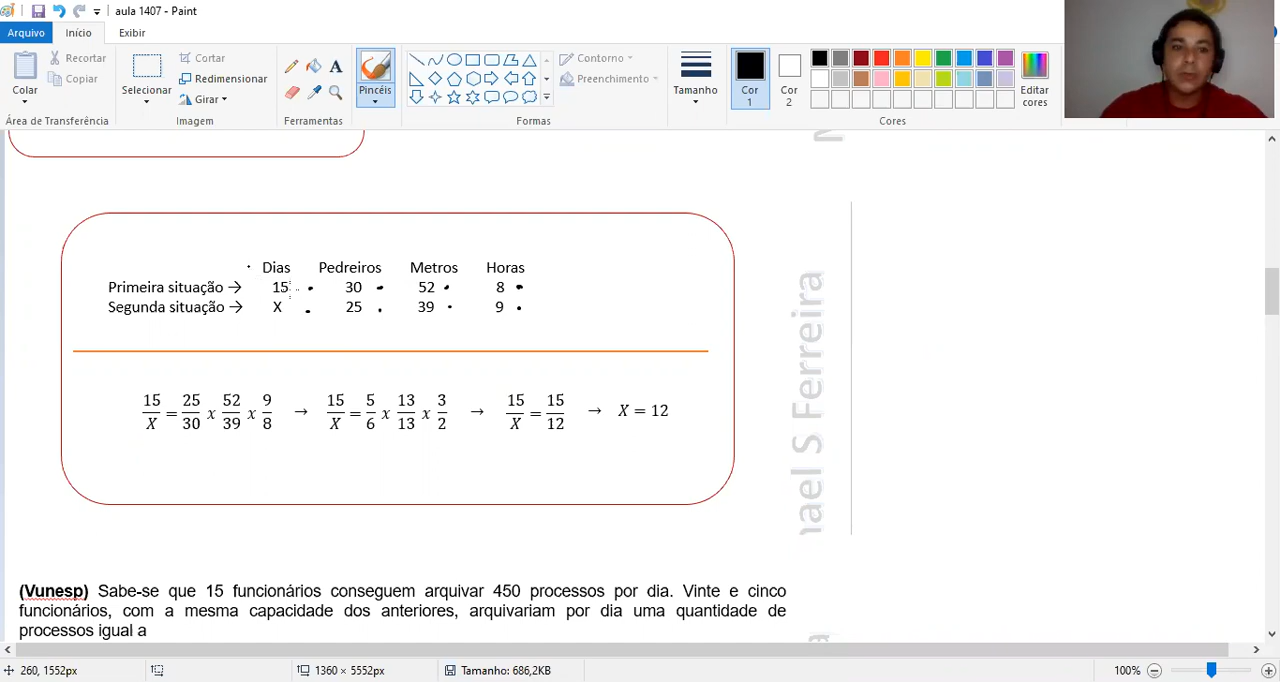 aula 1407 - Paint
Arquivo Início Exibir
Colar
Recortar
Copiar
Área de Transferência
Selecionar
Cortar
Redimensionar
Girar
Imagem
A
Ferramentas
Pincéis
Contorno
Preenchimento
Formas
Tamanho
Cor 1
Cor 2
Editar cores
Cores
Dias Pedreiros Metros Horas
Primeira situação → 15 30 52 8
Segunda situação → X 25 39 9
15/X = 25/30 x 52/39 x 9/8 → 15/X = 5/6 x 13/13 x 3/2 → 15/X = 15/12 → X = 12
ael S Ferreira
(Vunesp) Sabe-se que 15 funcionários conseguem arquivar 450 processos por dia. Vinte e cinco
funcionários, com a mesma capacidade dos anteriores, arquivariam por dia uma quantidade de
processos igual a
260, 1552px
1360 × 5552px
Tamanho: 686,2KB
100%